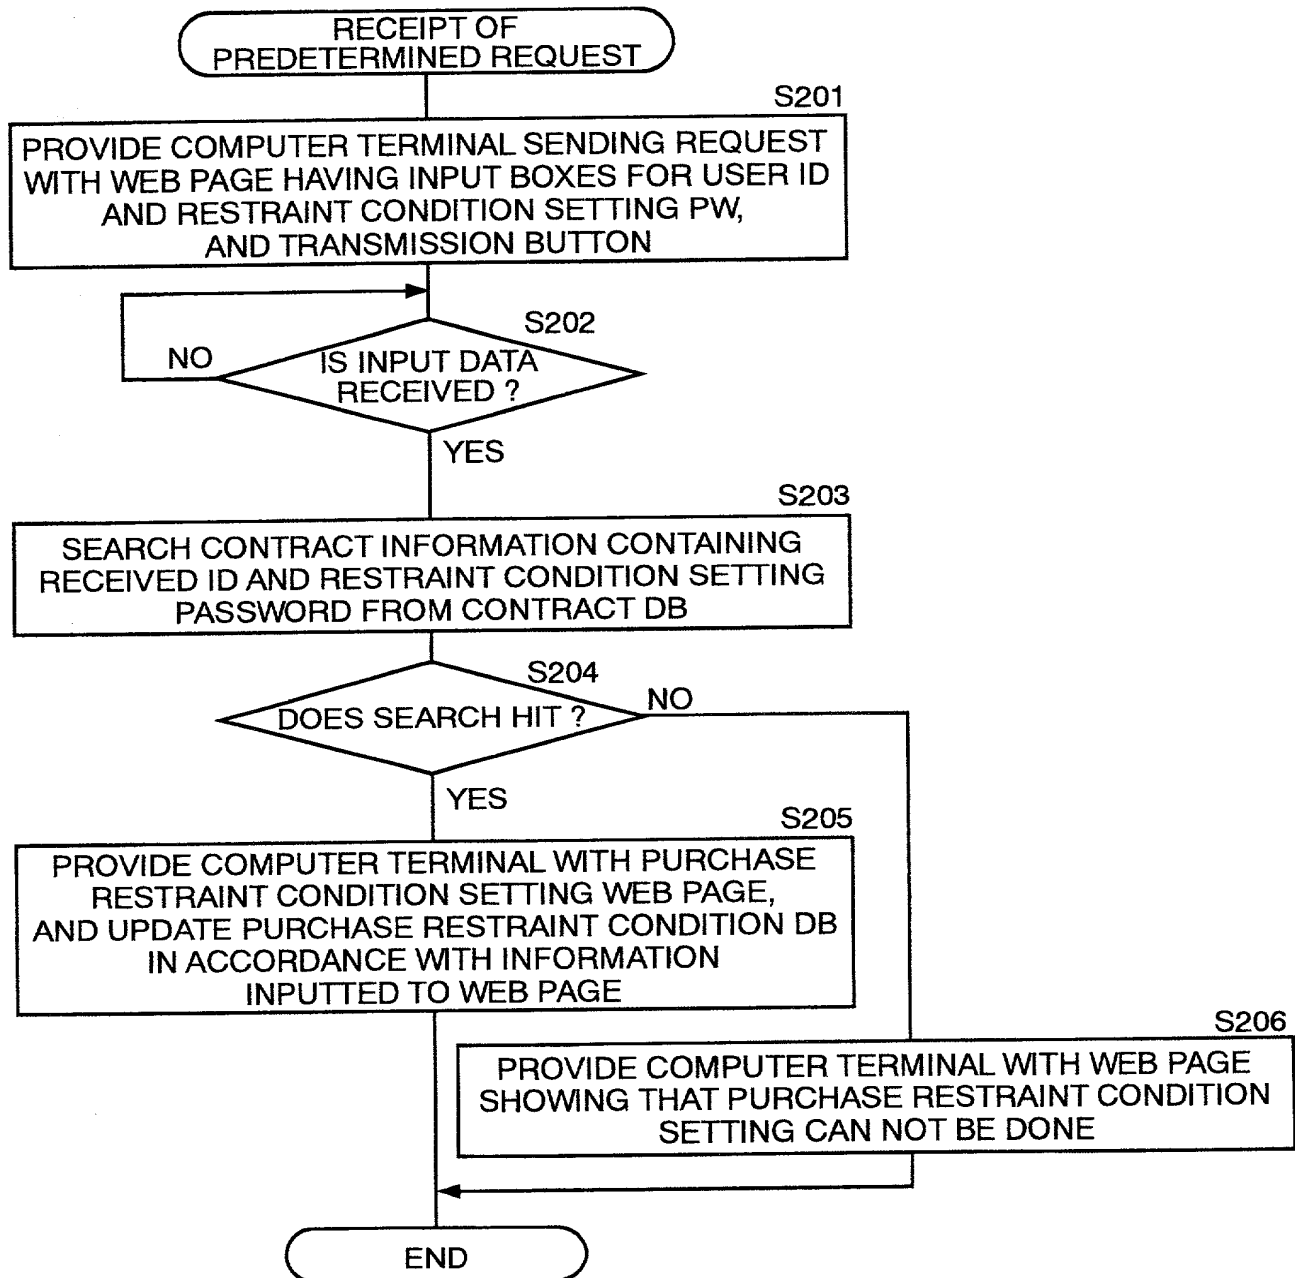 RECEIPT OF
PREDETERMINED REQUEST
S201
PROVIDE COMPUTER TERMINAL SENDING REQUEST
WITH WEB PAGE HAVING INPUT BOXES FOR USER ID
AND RESTRAINT CONDITION SETTING PW,
AND TRANSMISSION BUTTON
S202
NO
IS INPUT DATA
RECEIVED ?
YES
S203
SEARCH CONTRACT INFORMATION CONTAINING
RECEIVED ID AND RESTRAINT CONDITION SETTING
PASSWORD FROM CONTRACT DB
S204
NO
DOES SEARCH HIT ?
YES
S205
PROVIDE COMPUTER TERMINAL WITH PURCHASE
RESTRAINT CONDITION SETTING WEB PAGE,
AND UPDATE PURCHASE RESTRAINT CONDITION DB
IN ACCORDANCE WITH INFORMATION
INPUTTED TO WEB PAGE
S206
PROVIDE COMPUTER TERMINAL WITH WEB PAGE
SHOWING THAT PURCHASE RESTRAINT CONDITION
SETTING CAN NOT BE DONE
END